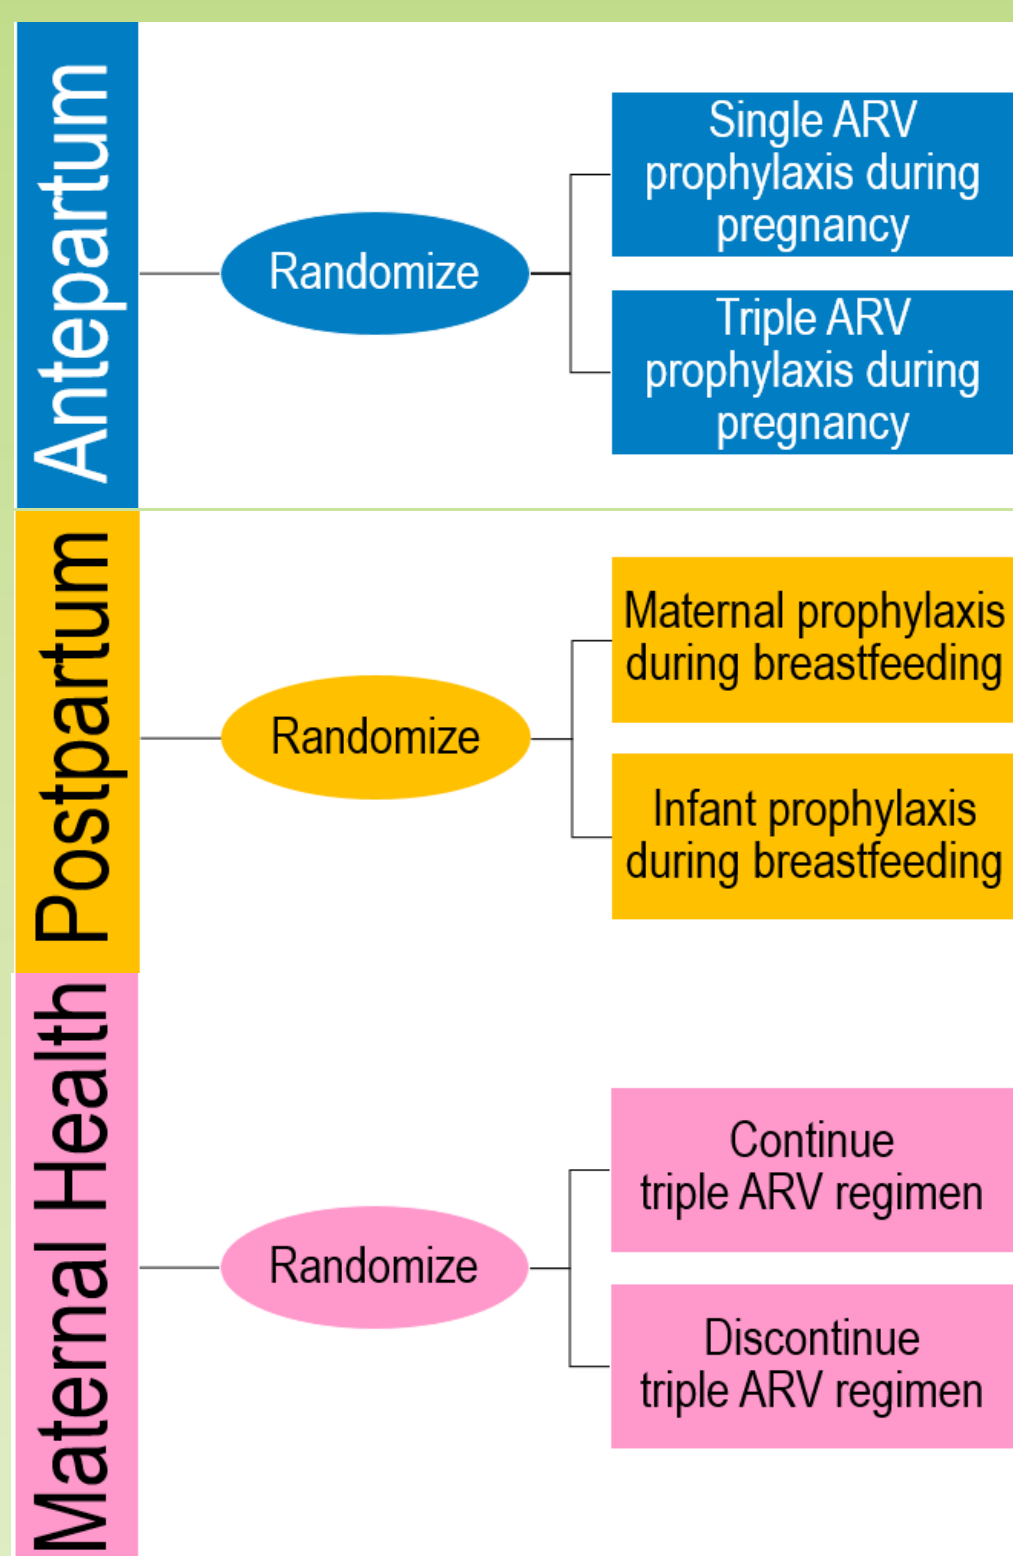 Antepartum
Randomize
Single ARV
prophylaxis during
pregnancy
Triple ARV
prophylaxis during
pregnancy
Postpartum
Randomize
Maternal prophylaxis
during breastfeeding
Infant prophylaxis
during breastfeeding
Maternal Health
Randomize
Continue
triple ARV regimen
Discontinue
triple ARV regimen